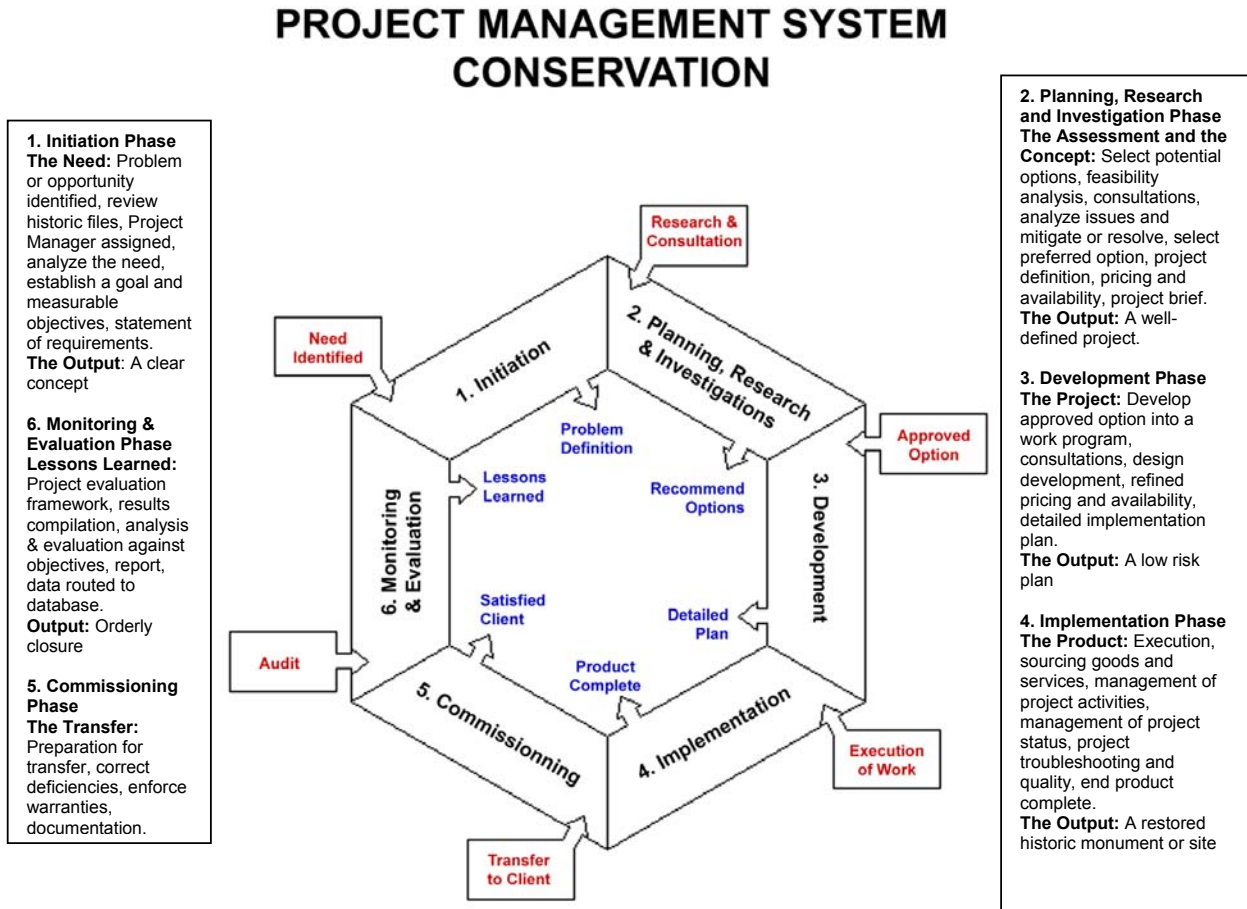 PROJECT MANAGEMENT SYSTEM
CONSERVATION
1. Initiation Phase
The Need: Problem
or opportunity
identified, review
historic files, Project
Manager assigned,
analyze the need,
establish a goal and
measurable
objectives, statement
of requirements.
The Output: A clear
concept
6. Monitoring &
Evaluation Phase
Lessons Learned:
Project evaluation
framework, results
compilation, analysis
& evaluation against
objectives, report,
data routed to
database.
Output: Orderly
closure
5. Commissioning
Phase
The Transfer:
Preparation for
transfer, correct
deficiencies, enforce
warranties,
documentation.
Research &
Consultation
Need
Identified
1. Initiation
2. Planning, Research
& Investigations
Problem
Definition
Approved
Option
Lessons
Learned
Recommend
Options
3. Development
6. Monitoring
& Evaluation
Satisfied
Client
Detailed
Plan
Audit
Product
Complete
5. Commissionning
4. Implementation
Execution
of Work
Transfer
to Client
2. Planning, Research
and Investigation Phase
The Assessment and the
Concept: Select potential
options, feasibility
analysis, consultations,
analyze issues and
mitigate or resolve, select
preferred option, project
definition, pricing and
availability, project brief.
The Output: A well-
defined project.
3. Development Phase
The Project: Develop
approved option into a
work program,
consultations, design
development, refined
pricing and availability,
detailed implementation
plan.
The Output: A low risk
plan
4. Implementation Phase
The Product: Execution,
sourcing goods and
services, management of
project activities,
management of project
status, project
troubleshooting and
quality, end product
complete.
The Output: A restored
historic monument or site